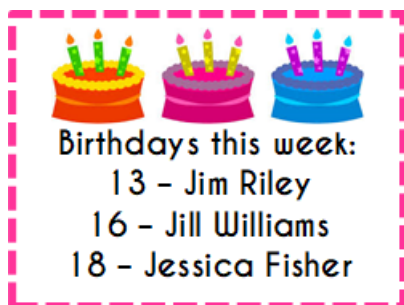 Birthdays this week:
13 – Jim Riley
16 – Jill Williams
18 – Jessica Fisher